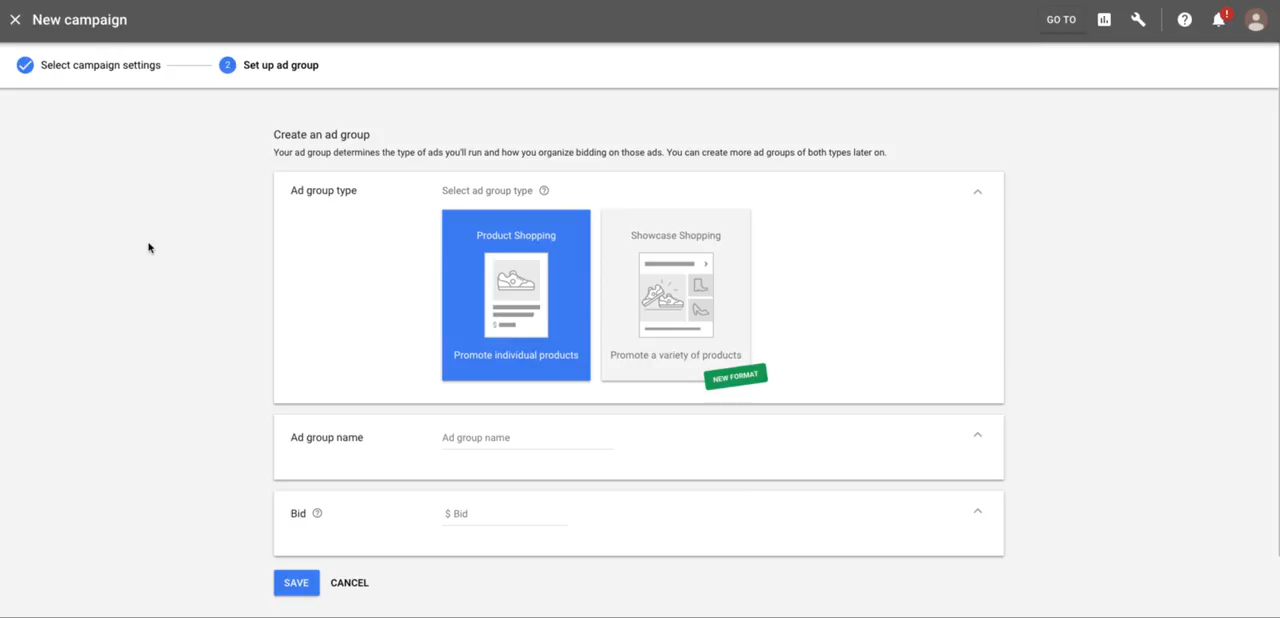 New campaign
GO TO
!
Select campaign settings
2
Set up ad group
Create an ad group
Your ad group determines the type of ads you'll run and how you organize bidding on those ads. You can create more ad groups of both types later on.
Ad group type
Select ad group type
Product Shopping
$
Promote individual products
Showcase Shopping
Promote a variety of products
NEW FORMAT
Ad group name
Ad group name
Bid
$ Bid
SAVE
CANCEL